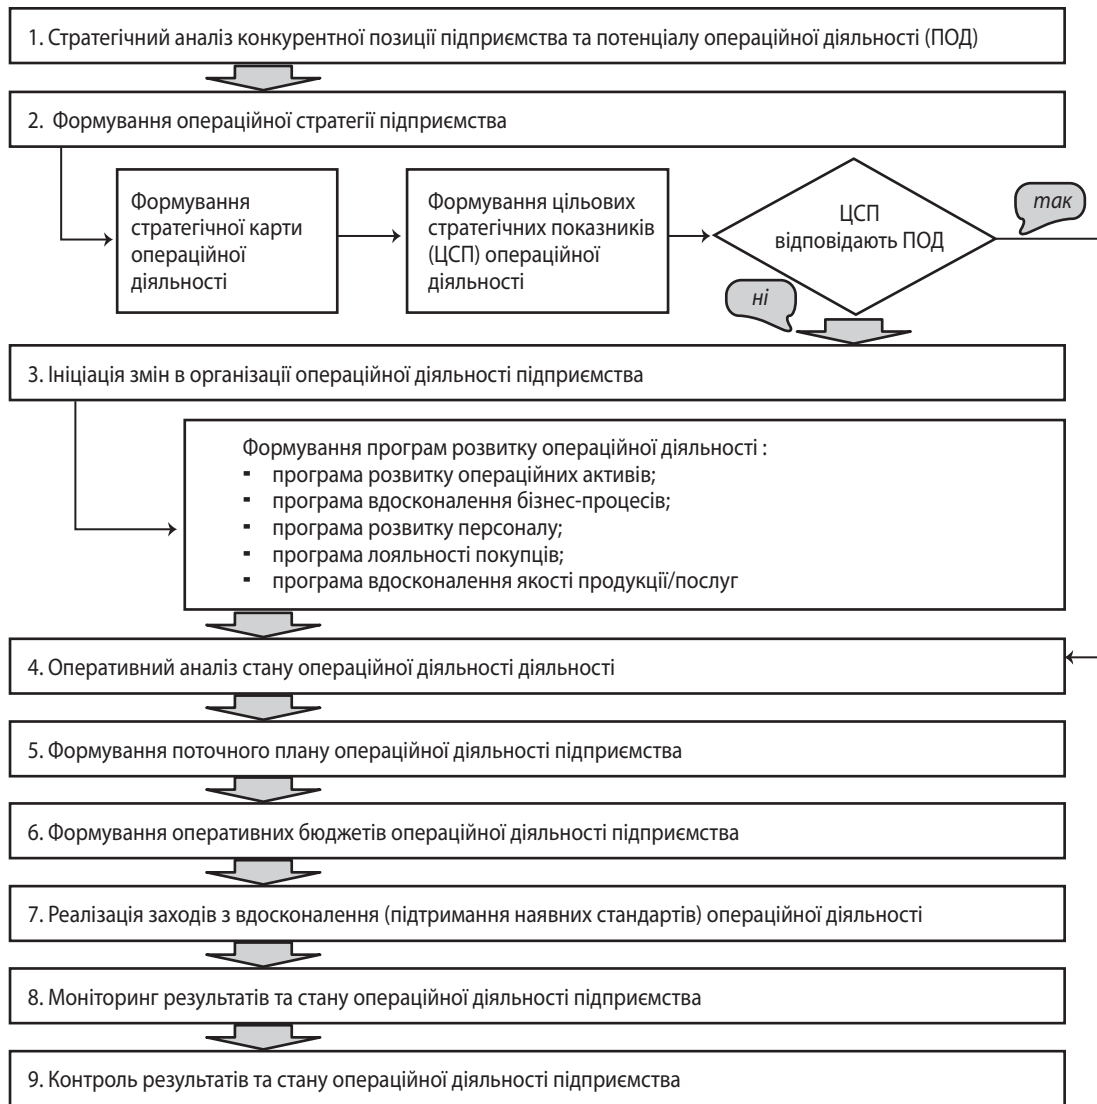 1. Стратегічний аналіз конкурентної позиції підприємства та потенціалу операційної діяльності (ПОД)
2. Формування операційної стратегії підприємства
Формування
стратегічної карти
операційної
діяльності
Формування цільових
стратегічних показників
(ЦСП) операційної
діяльності
ЦСП
відповідають ПОД
так
ні
3. Ініціація змін в організації операційної діяльності підприємства
Формування програм розвитку операційної діяльності :
- програма розвитку операційних активів;
- програма вдосконалення бізнес-процесів;
- програма розвитку персоналу;
- програма лояльності покупців;
- програма вдосконалення якості продукції/послуг
4. Оперативний аналіз стану операційної діяльності діяльності
5. Формування поточного плану операційної діяльності підприємства
6. Формування оперативних бюджетів операційної діяльності підприємства
7. Реалізація заходів з вдосконалення (підтримання наявних стандартів) операційної діяльності
8. Моніторинг результатів та стану операційної діяльності підприємства
9. Контроль результатів та стану операційної діяльності підприємства